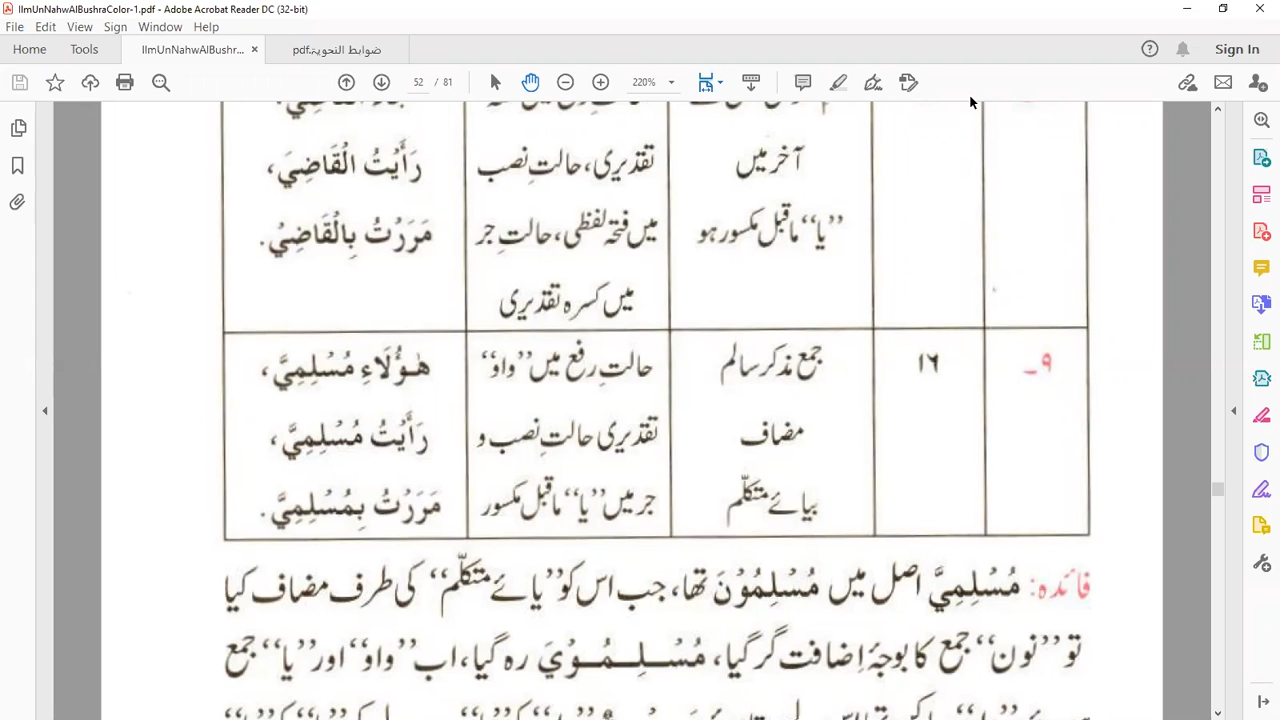 IlmUnNahwAlBushraColor-1.pdf - Adobe Acrobat Reader DC (32-bit)
File Edit View Sign Window Help
Home Tools IlmUnNahwAlBushr... × ضوابط النحوية.pdf Sign In
52 / 81 220%
آخر میں
”یا“ ماقبل مکسور ہو
تقدیری، حالتِ نصب
میں فتحہ لفظی، حالتِ جر
میں کسرہ تقدیری
رَأَيْتُ الْقَاضِيَ،
مَرَرْتُ بِالْقَاضِيْ.
۹۔
۱۶
جمع مذکر سالم
مضاف
بیائے متکلّم
حالتِ رفع میں ”واوْ“
تقدیری حالتِ نصب و
جر میں ”یا“ ماقبل مکسور
هٰؤُلَاءِ مُسْلِمِيَّ،
رَأَيْتُ مُسْلِمِيَّ،
مَرَرْتُ بِمُسْلِمِيَّ.
فائدہ: مُسْلِمِيَّ اصل میں مُسْلِمُوْنَ تھا، جب اس کو ”یائے متکلّم“ کی طرف مضاف کیا
تو ”نون“ جمع کا بوجۂ اِضافت گر گیا، مُسْلِمُوْيَ رہ گیا، اب ”واو“ اور ”یا“ جمع